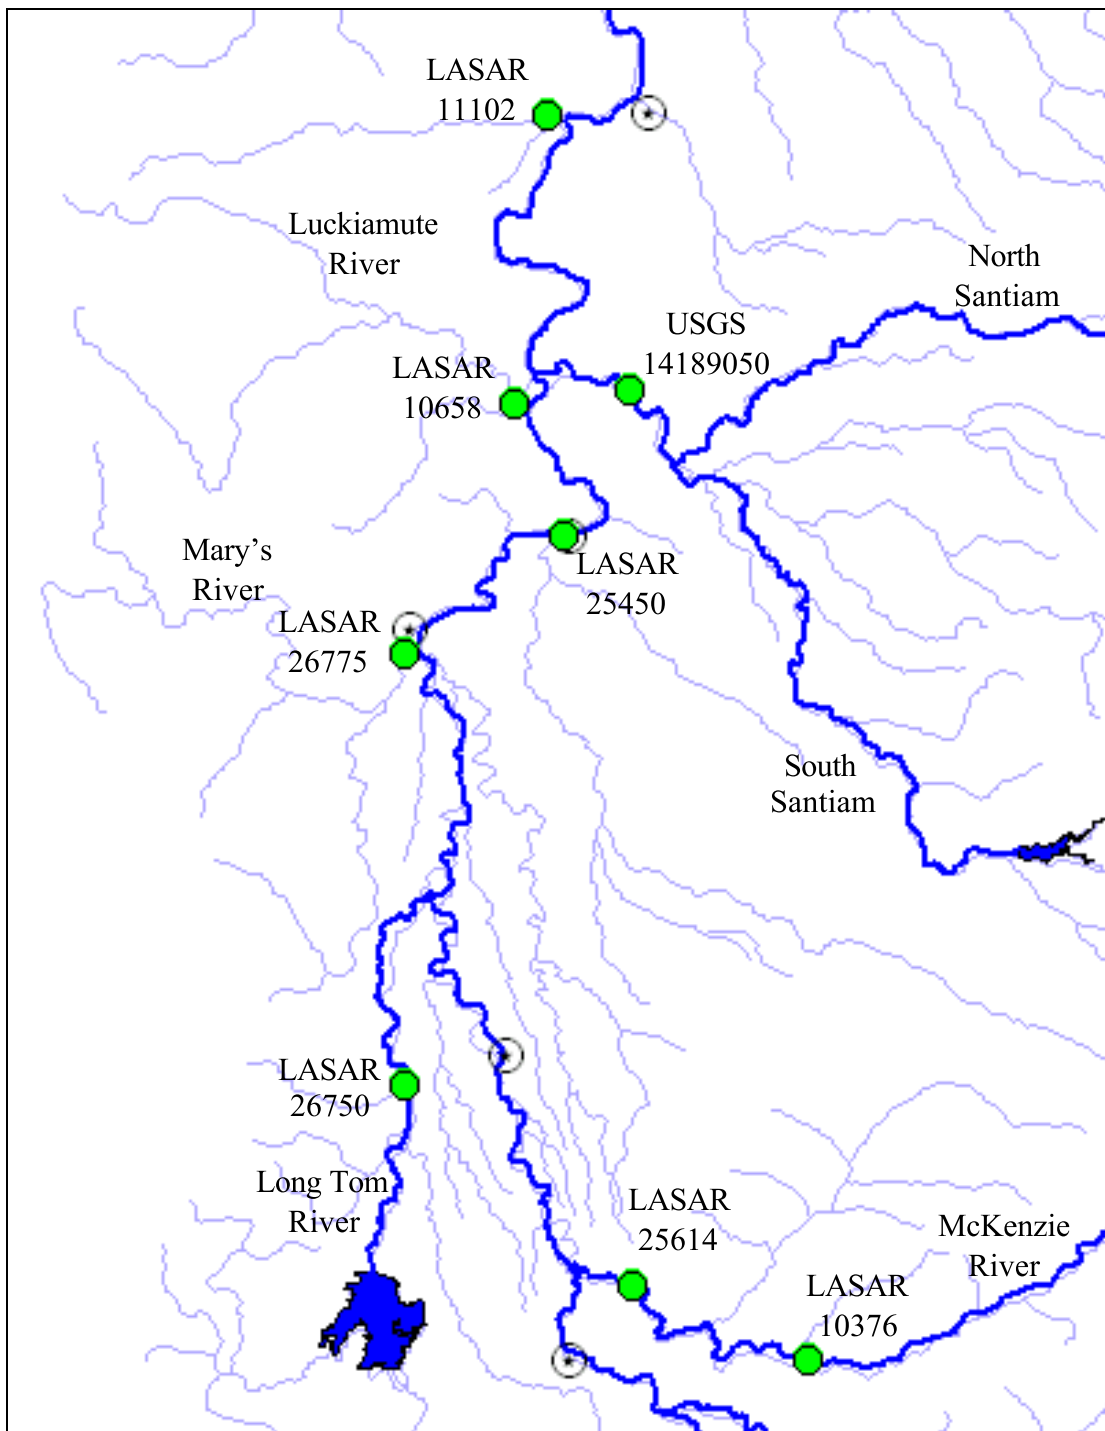 LASAR
11102
Luckiamute
River
North
Santiam
USGS
14189050
LASAR
10658
Mary's
River
LASAR
25450
LASAR
26775
South
Santiam
LASAR
26750
Long Tom
River
LASAR
25614
McKenzie
River
LASAR
10376